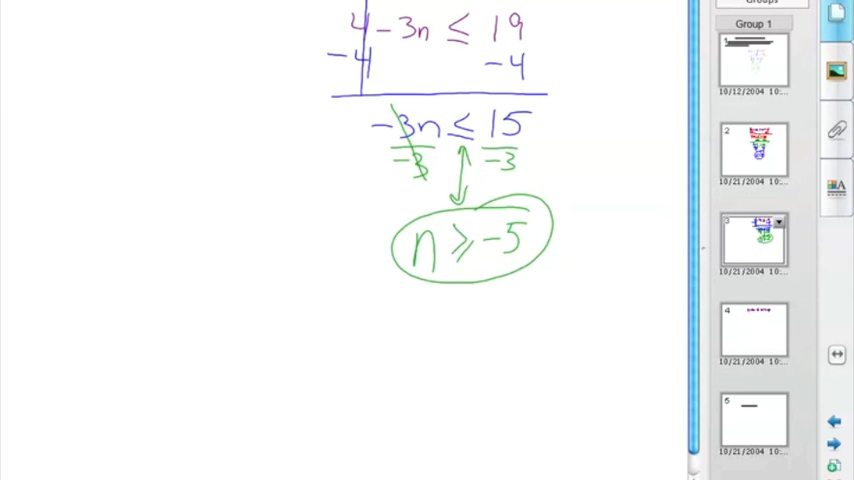 Groups
4 - 3n ≤ 19
-4 -4
-3n ≤ 15
-3 -3
n ≥ -5
Group 1
1
10/12/2004 10:...
2
10/21/2004 10:...
3
10/21/2004 10:...
4
10/21/2004 10:...
5
10/21/2004 10:...